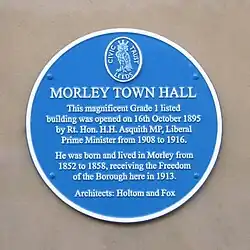 CIVIC TRUST
LEEDS
MORLEY TOWN HALL
This magnificent Grade 1 listed
building was opened on 16th October 1895
by Rt. Hon. H.H. Asquith MP, Liberal
Prime Minister from 1908 to 1916.
He was born and lived in Morley from
1852 to 1858, receiving the Freedom
of the Borough here in 1913.
Architects: Holtom and Fox